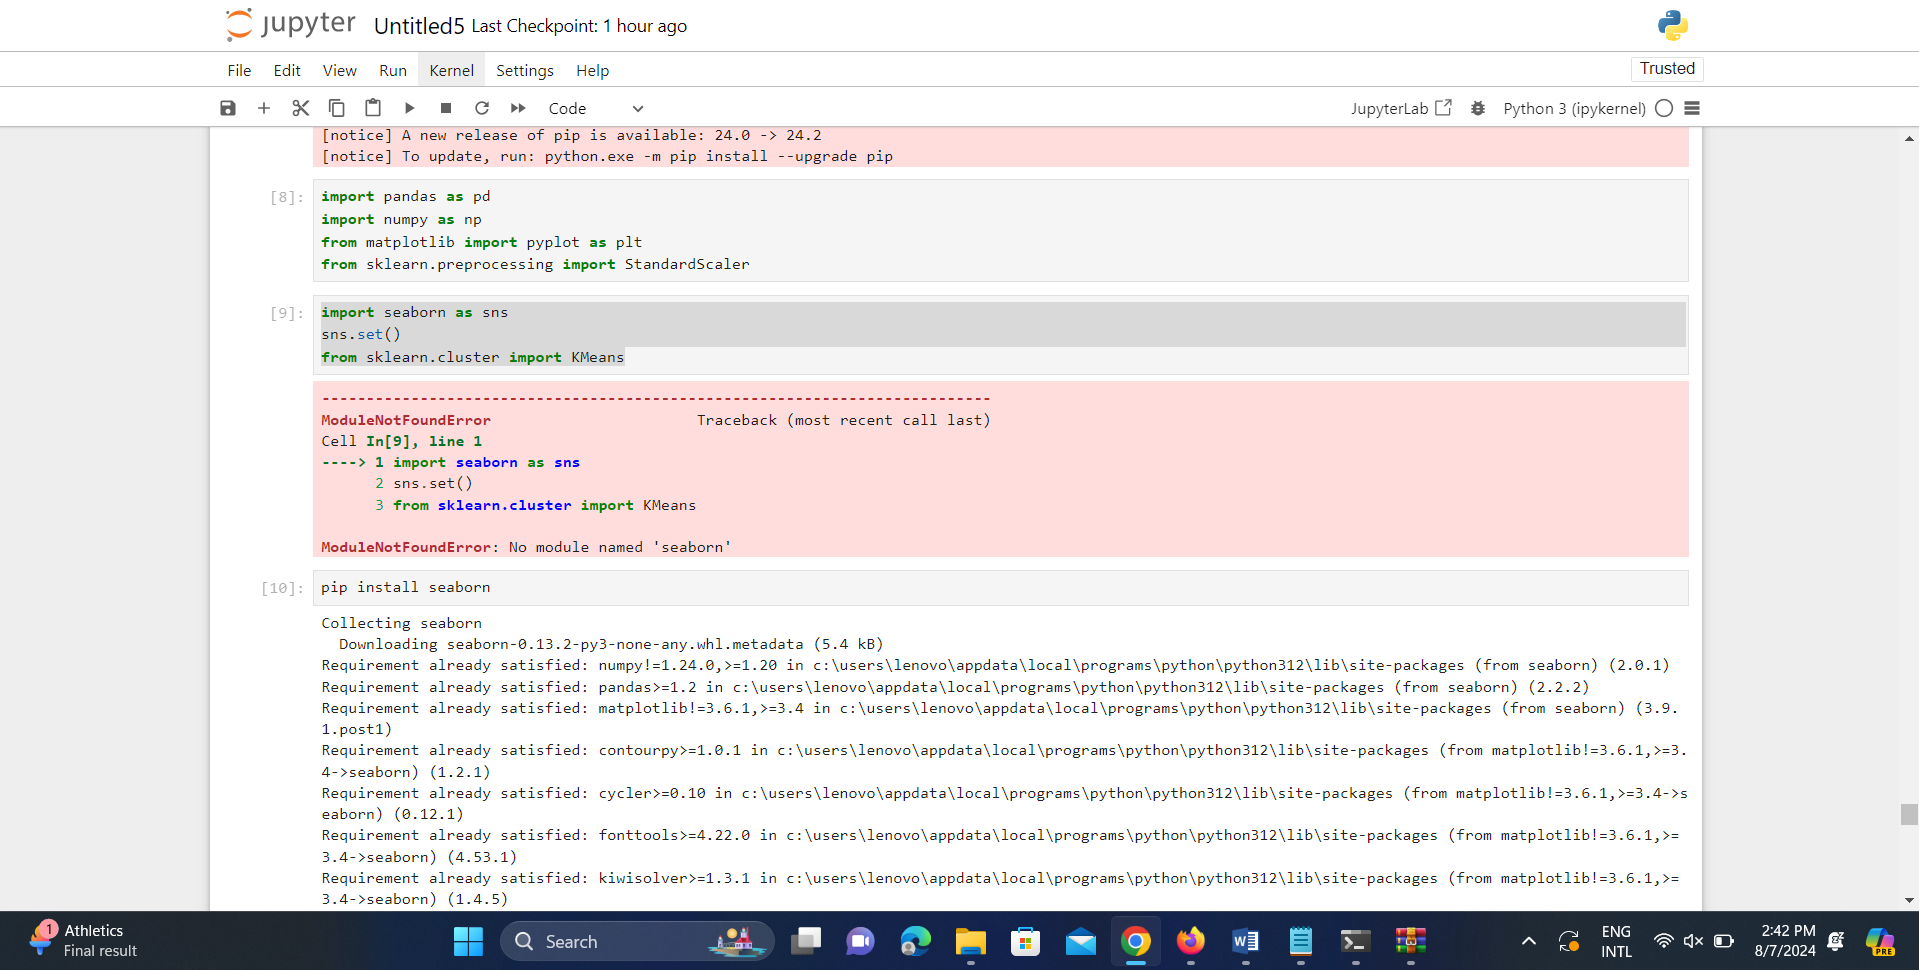 jupyter Untitled5 Last Checkpoint: 1 hour ago
File Edit View Run Kernel Settings Help
Trusted
Code
JupyterLab Python 3 (ipykernel)
[notice] A new release of pip is available: 24.0 -> 24.2
[notice] To update, run: python.exe -m pip install --upgrade pip
[8]:
import pandas as pd
import numpy as np
from matplotlib import pyplot as plt
from sklearn.preprocessing import StandardScaler
[9]:
import seaborn as sns
sns.set()
from sklearn.cluster import KMeans
---------------------------------------------------------------------------
ModuleNotFoundError Traceback (most recent call last)
Cell In[9], line 1
----> 1 import seaborn as sns
2 sns.set()
3 from sklearn.cluster import KMeans
ModuleNotFoundError: No module named 'seaborn'
[10]:
pip install seaborn
Collecting seaborn
Downloading seaborn-0.13.2-py3-none-any.whl.metadata (5.4 kB)
Requirement already satisfied: numpy!=1.24.0,>=1.20 in c:\users\lenovo\appdata\local\programs\python\python312\lib\site-packages (from seaborn) (2.0.1)
Requirement already satisfied: pandas>=1.2 in c:\users\lenovo\appdata\local\programs\python\python312\lib\site-packages (from seaborn) (2.2.2)
Requirement already satisfied: matplotlib!=3.6.1,>=3.4 in c:\users\lenovo\appdata\local\programs\python\python312\lib\site-packages (from seaborn) (3.9.
1.post1)
Requirement already satisfied: contourpy>=1.0.1 in c:\users\lenovo\appdata\local\programs\python\python312\lib\site-packages (from matplotlib!=3.6.1,>=3.
4->seaborn) (1.2.1)
Requirement already satisfied: cycler>=0.10 in c:\users\lenovo\appdata\local\programs\python\python312\lib\site-packages (from matplotlib!=3.6.1,>=3.4->s
eaborn) (0.12.1)
Requirement already satisfied: fonttools>=4.22.0 in c:\users\lenovo\appdata\local\programs\python\python312\lib\site-packages (from matplotlib!=3.6.1,>=
3.4->seaborn) (4.53.1)
Requirement already satisfied: kiwisolver>=1.3.1 in c:\users\lenovo\appdata\local\programs\python\python312\lib\site-packages (from matplotlib!=3.6.1,>=
3.4->seaborn) (1.4.5)
1
Athletics
Final result
Search
ENG
INTL
2:42 PM
8/7/2024
PRE